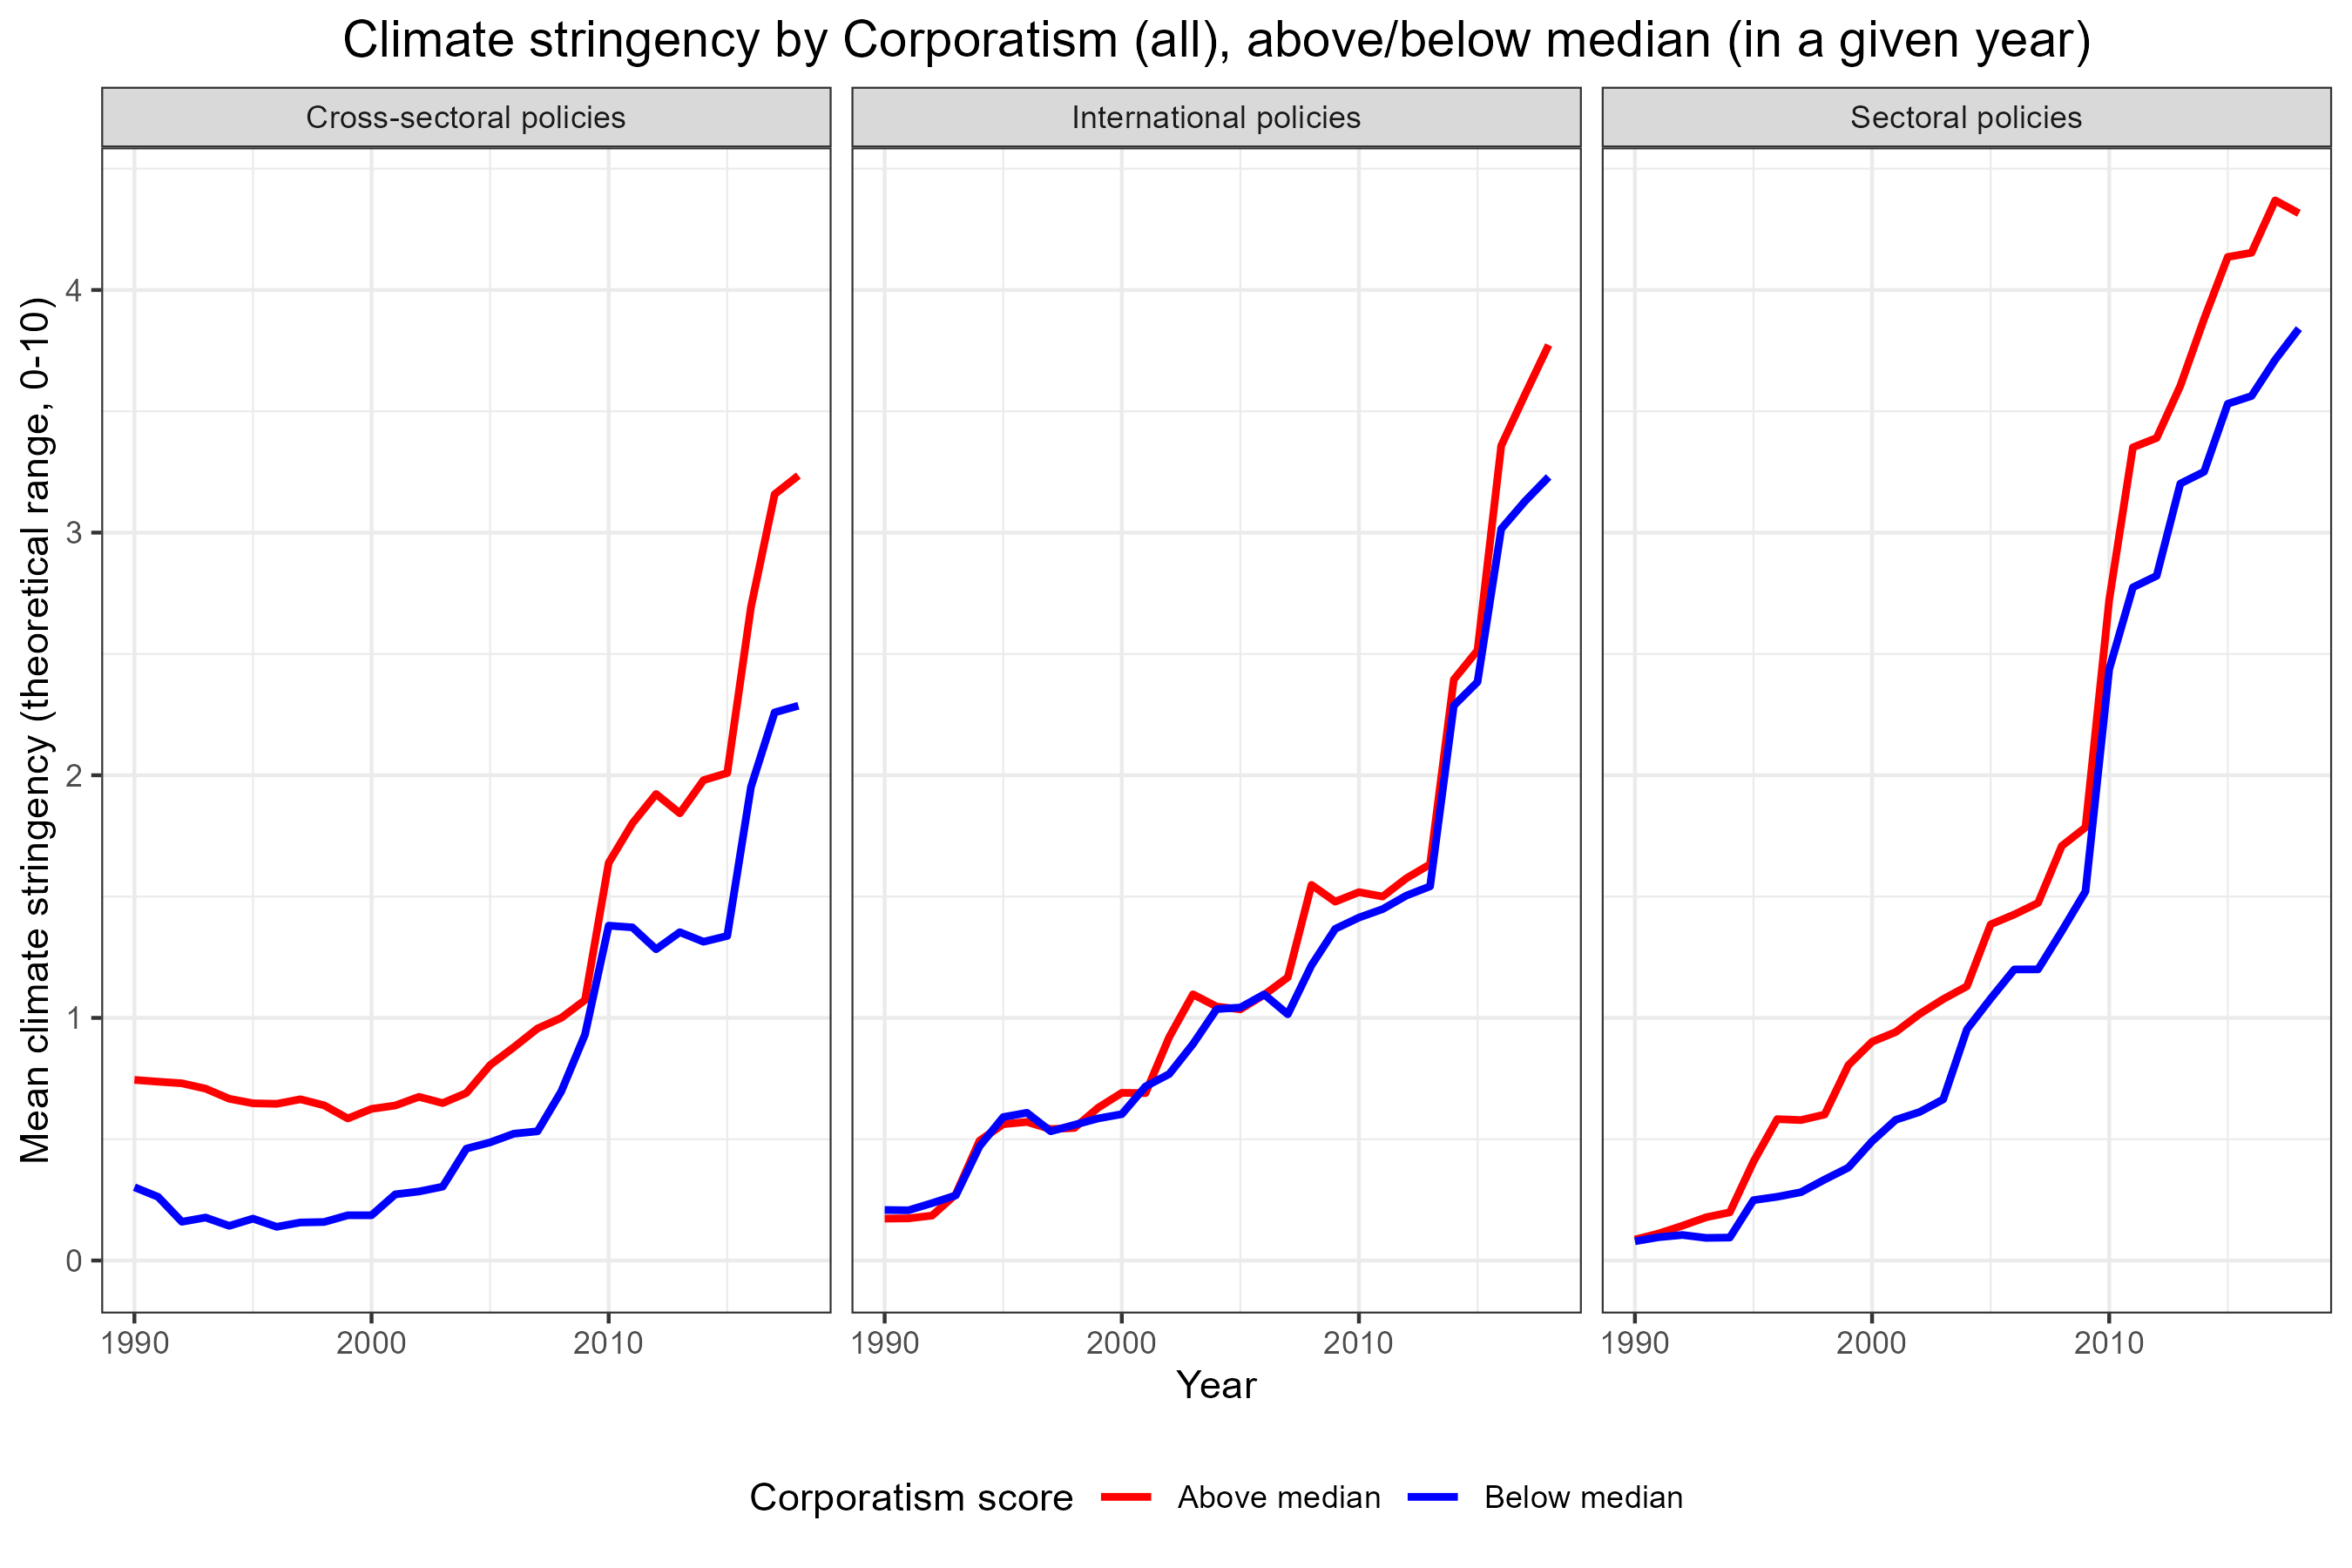 Climate stringency by Corporatism (all), above/below median (in a given year)
Cross-sectoral policies
International policies
Sectoral policies
Mean climate stringency (theoretical range, 0-10)
4
3
2
1
0
1990 2000 2010
1990 2000 2010
1990 2000 2010
Year
Corporatism score Above median Below median